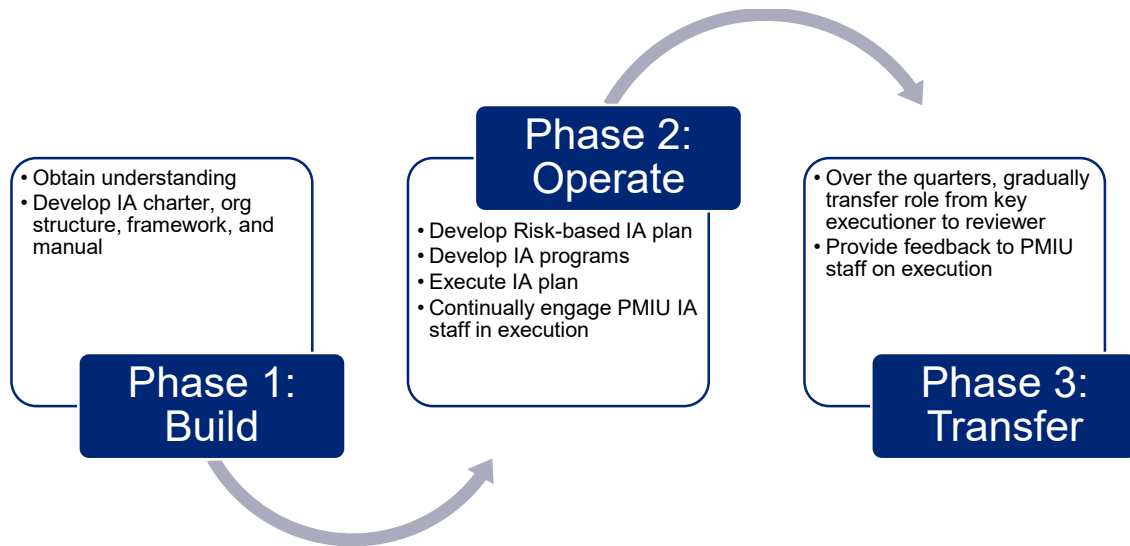 • Obtain understanding
• Develop IA charter, org
structure, framework, and
manual
Phase 1:
Build
Phase 2:
Operate
• Develop Risk-based IA plan
• Develop IA programs
• Execute IA plan
• Continually engage PMIU IA
staff in execution
• Over the quarters, gradually
transfer role from key
executioner to reviewer
• Provide feedback to PMIU
staff on execution
Phase 3:
Transfer